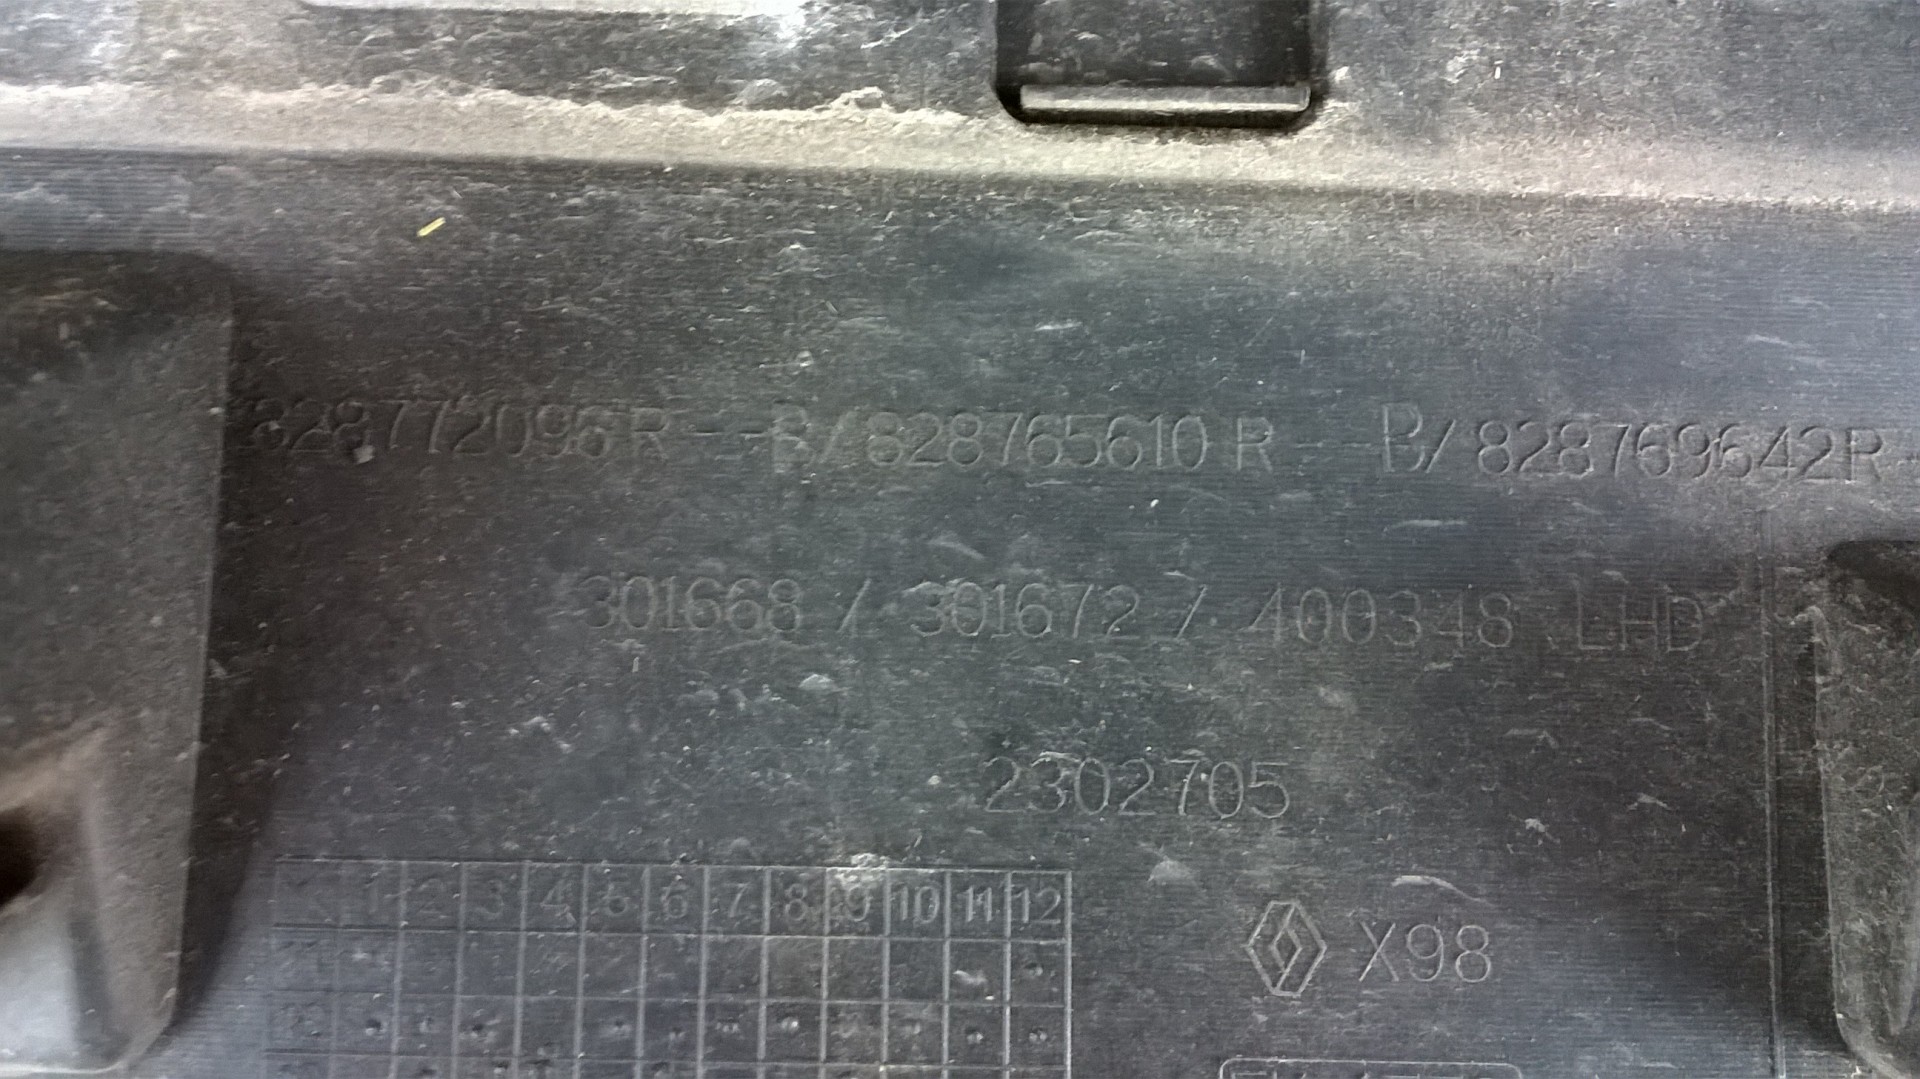 828772096R--B/828765610R--B/828769642R-
301668 / 301672 / 400348 LHD
2302705
1 2 3 4 5 6 7 8 9 10 11 12
X98